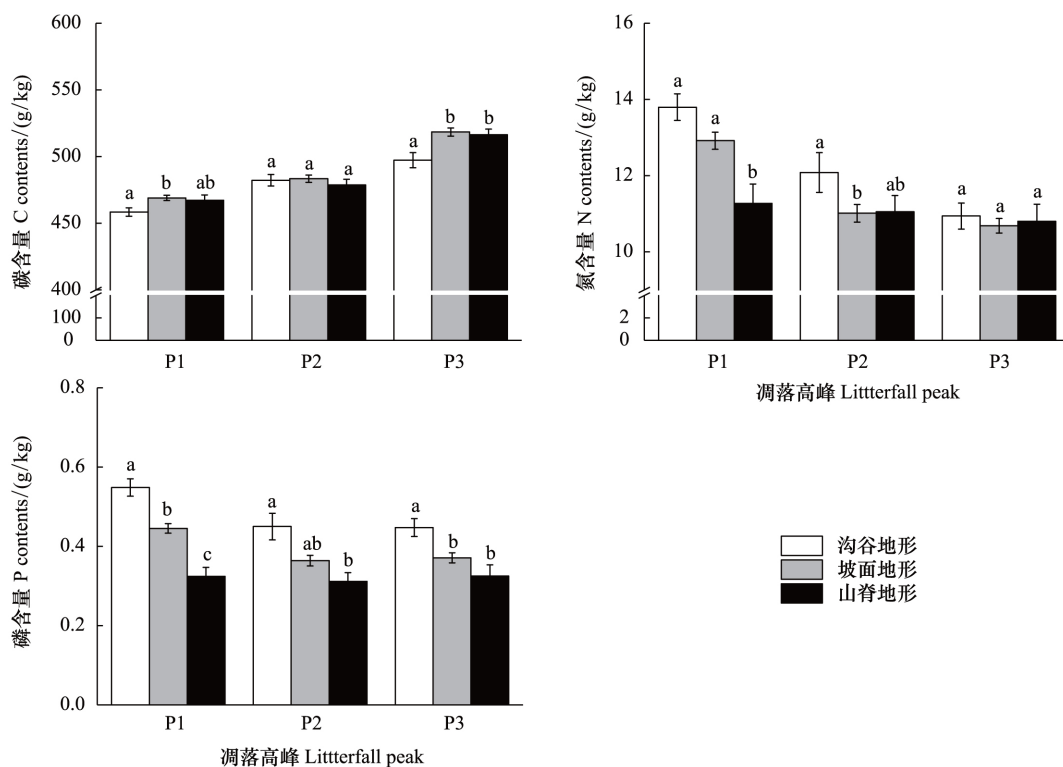 碳含量 C contents/(g/kg)
600
550
500
450
400
100
0
a b ab
a a a
a b b
P1 P2 P3
氮含量 N contents/(g/kg)
16
14
12
10
2
0
a a b
a b ab
a a a
P1 P2 P3
凋落高峰 Littterfall peak
磷含量 P contents/(g/kg)
0.8
0.6
0.4
0.2
0.0
a b c
a ab b
a b b
P1 P2 P3
凋落高峰 Littterfall peak
沟谷地形
坡面地形
山脊地形